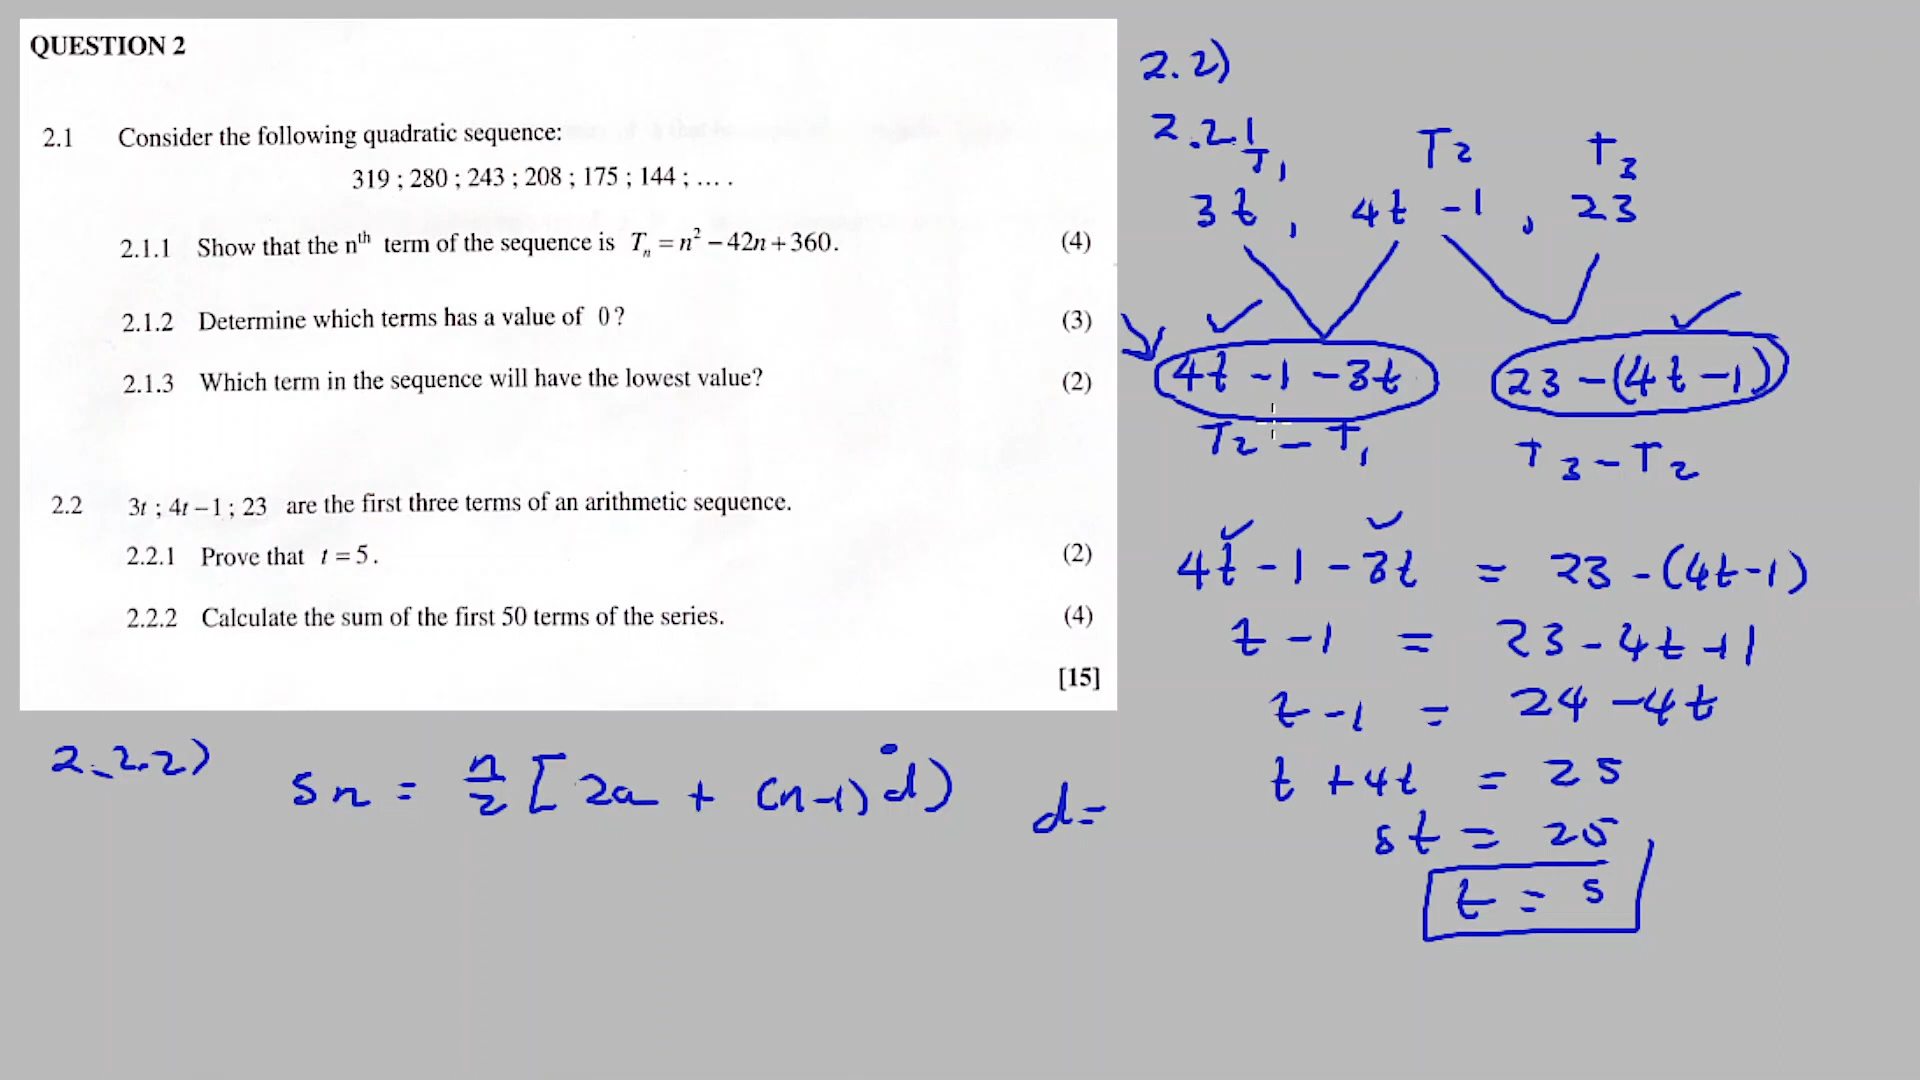 QUESTION 2
2.1 Consider the following quadratic sequence:
319 ; 280 ; 243 ; 208 ; 175 ; 144 ; ... .
2.1.1 Show that the nth term of the sequence is Tₙ = n² − 42n + 360. (4)
2.1.2 Determine which terms has a value of 0? (3)
2.1.3 Which term in the sequence will have the lowest value? (2)
2.2 3t ; 4t − 1 ; 23 are the first three terms of an arithmetic sequence.
2.2.1 Prove that t = 5. (2)
2.2.2 Calculate the sum of the first 50 terms of the series. (4)
[15]
2.2)
2.2.1
T₁ T₂ T₃
3t , 4t - 1 , 23
4t - 1 - 3t 23 - (4t - 1)
T₂ - T₁ T₃ - T₂
4t - 1 - 3t = 23 - (4t - 1)
t - 1 = 23 - 4t + 1
t - 1 = 24 - 4t
t + 4t = 25
5t = 25
t = 5
2.2.2) Sn = n/2 [2a + (n-1) d) d =